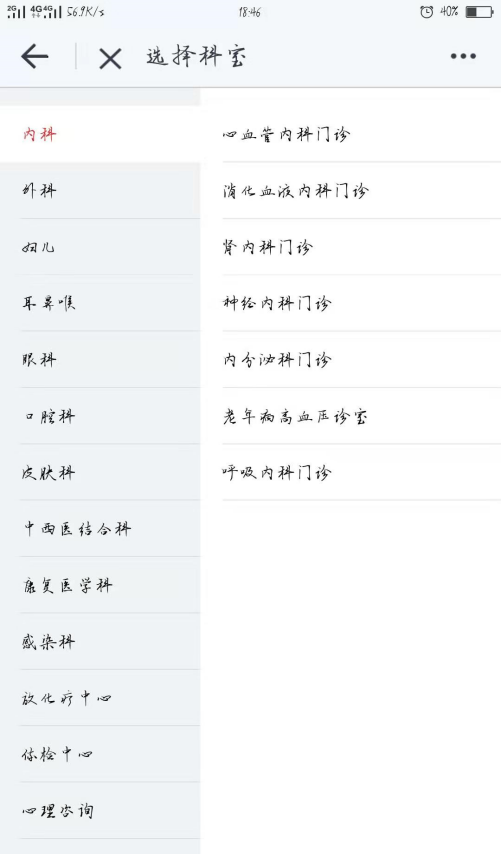 2G 4G 4G 56.9K/s 18:46 40%
选择科室
内科
外科
妇儿
耳鼻喉
眼科
口腔科
皮肤科
中西医结合科
康复医学科
感染科
放化疗中心
体检中心
心理咨询
心血管内科门诊
消化血液内科门诊
肾内科门诊
神经内科门诊
内分泌科门诊
老年病高血压诊室
呼吸内科门诊